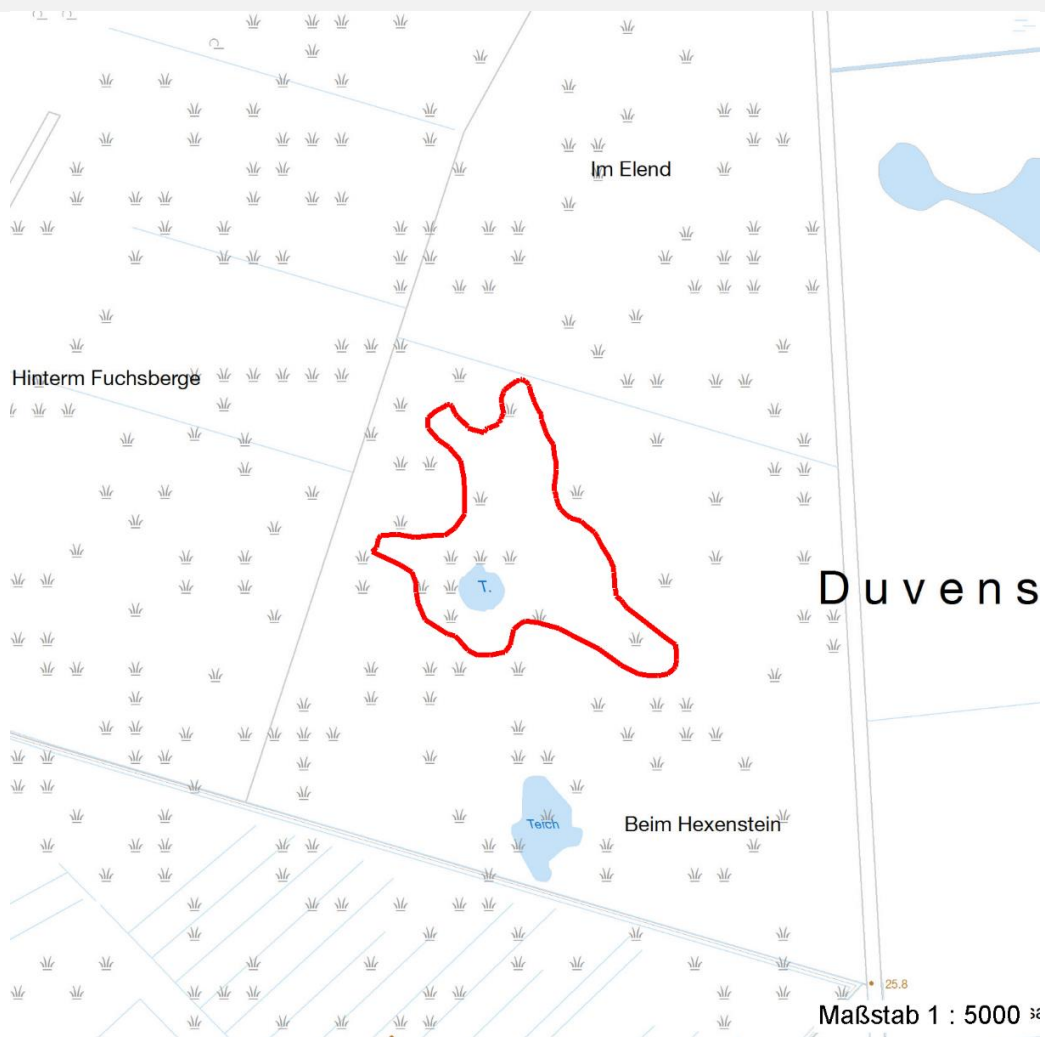 Im Elend
Hinterm Fuchsberge
T.
Duvens
Teich
Beim Hexenstein
25.8
Maßstab 1 : 5000